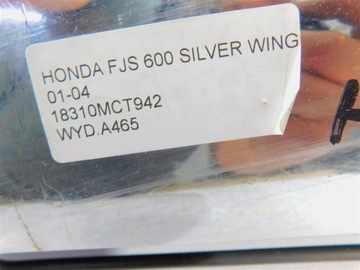 HONDA FJS 600 SILVER WING
01-04
18310MCT942
WYD.A465